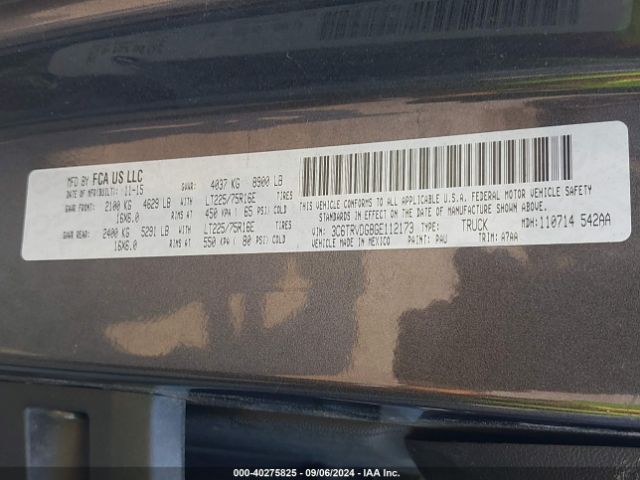 MFD BY FCA US LLC
DATE OF MFR(BUILT): 11-15 GVWR: 4037 KG 8900 LB
GAWR FRONT: 2100 KG 4629 LB WITH LT225/75R16E TIRES
16X6.0 RIMS AT 450 KPA( 65 PSI) COLD
GAWR REAR: 2400 KG 5291 LB WITH LT225/75R16E TIRES
16X6.0 RIMS AT 550 KPA( 80 PSI) COLD
THIS VEHICLE CONFORMS TO ALL APPLICABLE U.S.A. FEDERAL MOTOR VEHICLE SAFETY
STANDARDS IN EFFECT ON THE DATE OF MANUFACTURE SHOWN ABOVE.
VIN: 3C6TRVDG8GE112173 TYPE: TRUCK MDH:110714 542AA
MADE IN MEXICO PAINT: PAU TRIM: A7AA
000-40275825 - 09/06/2024 - IAA Inc.